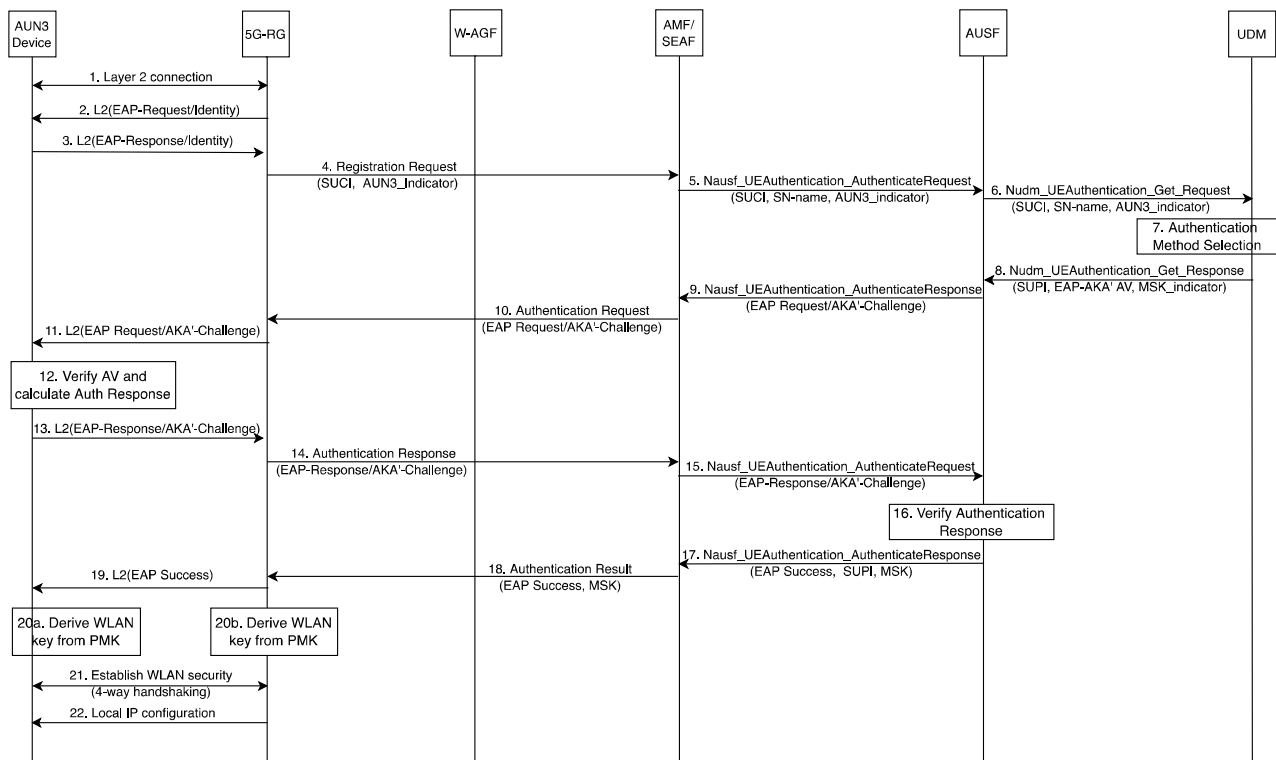 AUN3
Device
5G-RG
W-AGF
AMF/
SEAF
AUSF
UDM
1. Layer 2 connection
2. L2(EAP-Request/Identity)
3. L2(EAP-Response/Identity)
4. Registration Request
(SUCI, AUN3_Indicator)
5. Nausf_UEAuthentication_AuthenticateRequest
(SUCI, SN-name, AUN3_indicator)
6. Nudm_UEAuthentication_Get_Request
(SUCI, SN-name, AUN3_indicator)
7. Authentication
Method Selection
8. Nudm_UEAuthentication_Get_Response
(SUPI, EAP-AKA' AV, MSK_indicator)
9. Nausf_UEAuthentication_AuthenticateResponse
(EAP Request/AKA'-Challenge)
10. Authentication Request
(EAP Request/AKA'-Challenge)
11. L2(EAP Request/AKA'-Challenge)
12. Verify AV and
calculate Auth Response
13. L2(EAP-Response/AKA'-Challenge)
14. Authentication Response
(EAP-Response/AKA'-Challenge)
15. Nausf_UEAuthentication_AuthenticateRequest
(EAP-Response/AKA'-Challenge)
16. Verify Authentication
Response
17. Nausf_UEAuthentication_AuthenticateResponse
(EAP Success, SUPI, MSK)
18. Authentication Result
(EAP Success, MSK)
19. L2(EAP Success)
20a. Derive WLAN
key from PMK
20b. Derive WLAN
key from PMK
21. Establish WLAN security
(4-way handshaking)
22. Local IP configuration